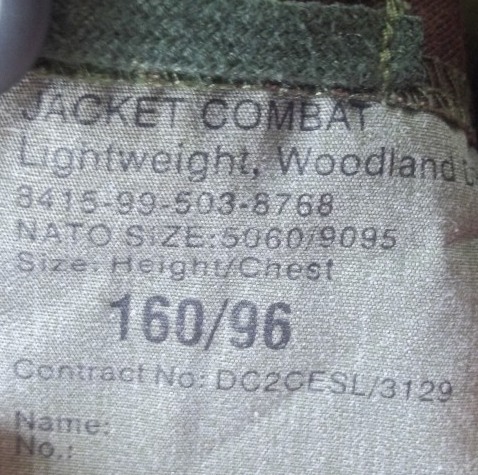 JACKET COMBAT
Lightweight, Woodland
8415-99-503-8768
NATO SIZE:5060/9095
Size: Height/Chest
160/96
Contract No: DC2CESL/3129
Name:
No.: